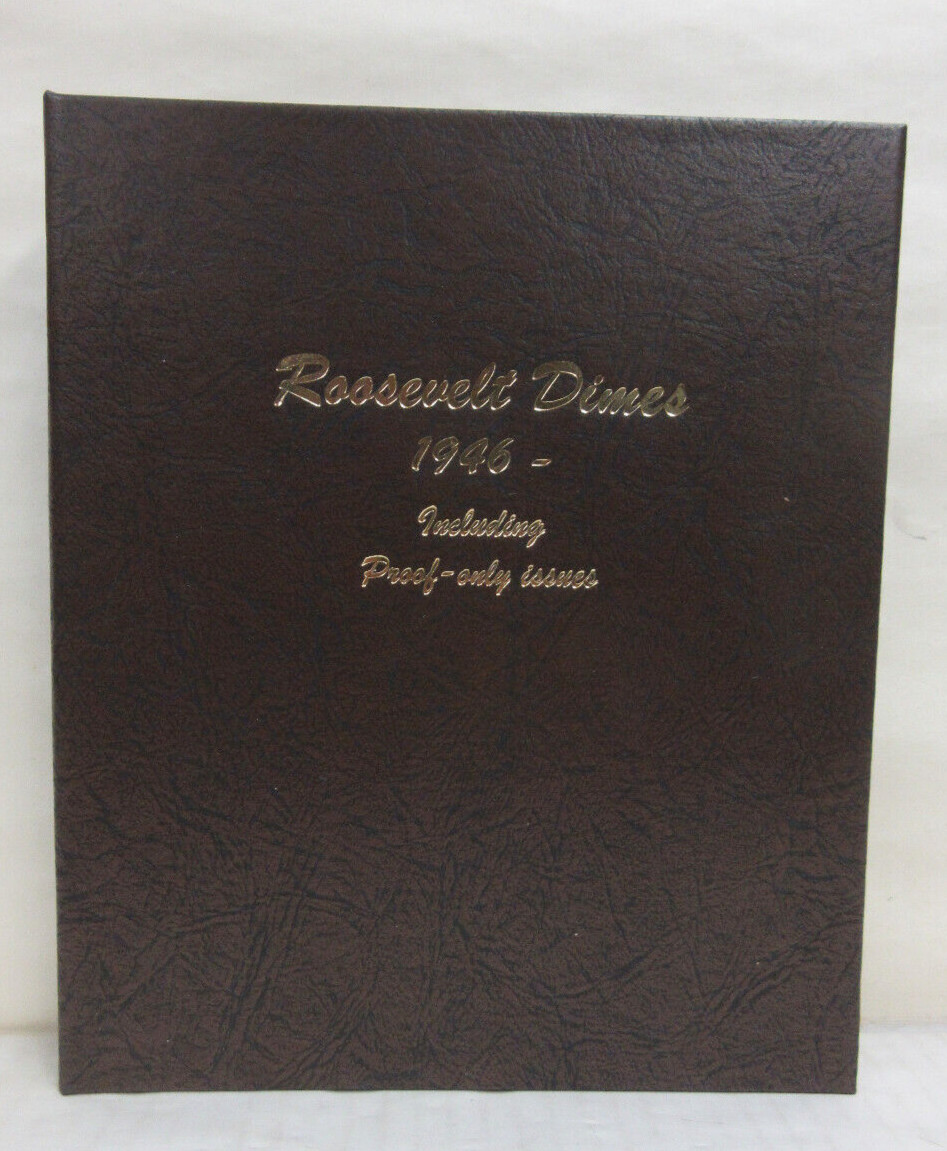 Roosevelt Dimes
1946 -
Including
Proof-only issues